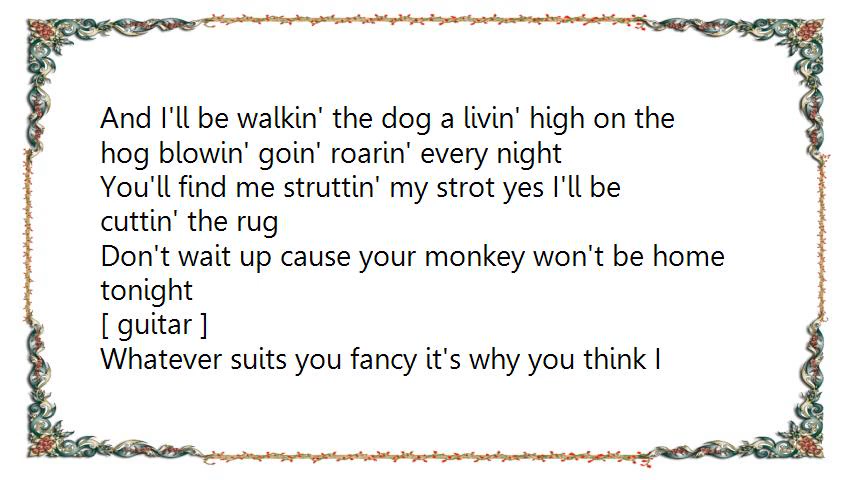 And I'll be walkin' the dog a livin' high on the
hog blowin' goin' roarin' every night
You'll find me struttin' my strot yes I'll be
cuttin' the rug
Don't wait up cause your monkey won't be home
tonight
[ guitar ]
Whatever suits you fancy it's why you think I